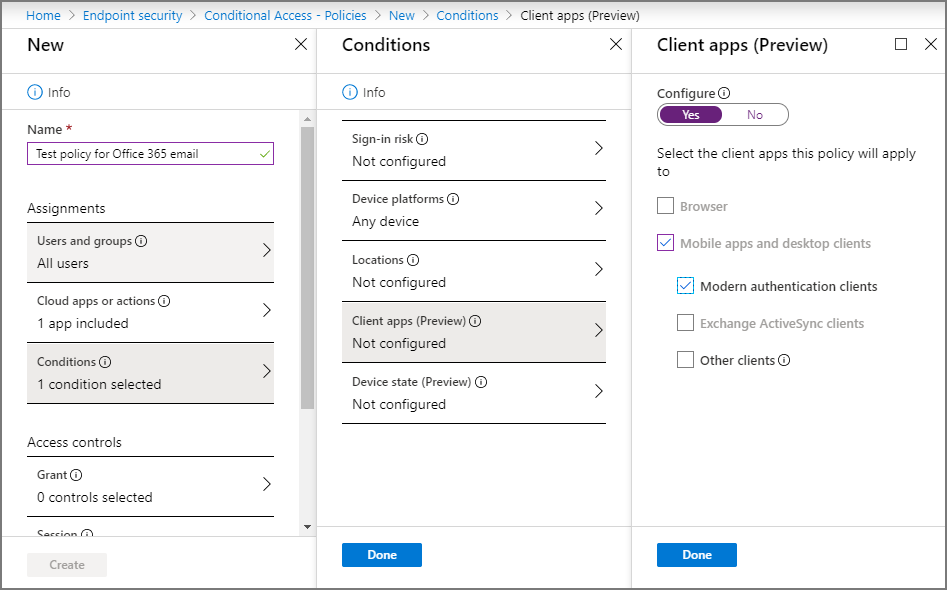 Home > Endpoint security > Conditional Access - Policies > New > Conditions > Client apps (Preview)
New
Info
Name *
Test policy for Office 365 email
Assignments
Users and groups
All users
Cloud apps or actions
1 app included
Conditions
1 condition selected
Access controls
Grant
0 controls selected
Session
Create
Conditions
Info
Sign-in risk
Not configured
Device platforms
Any device
Locations
Not configured
Client apps (Preview)
Not configured
Device state (Preview)
Not configured
Done
Client apps (Preview)
Configure
Yes No
Select the client apps this policy will apply
to
Browser
Mobile apps and desktop clients
Modern authentication clients
Exchange ActiveSync clients
Other clients
Done